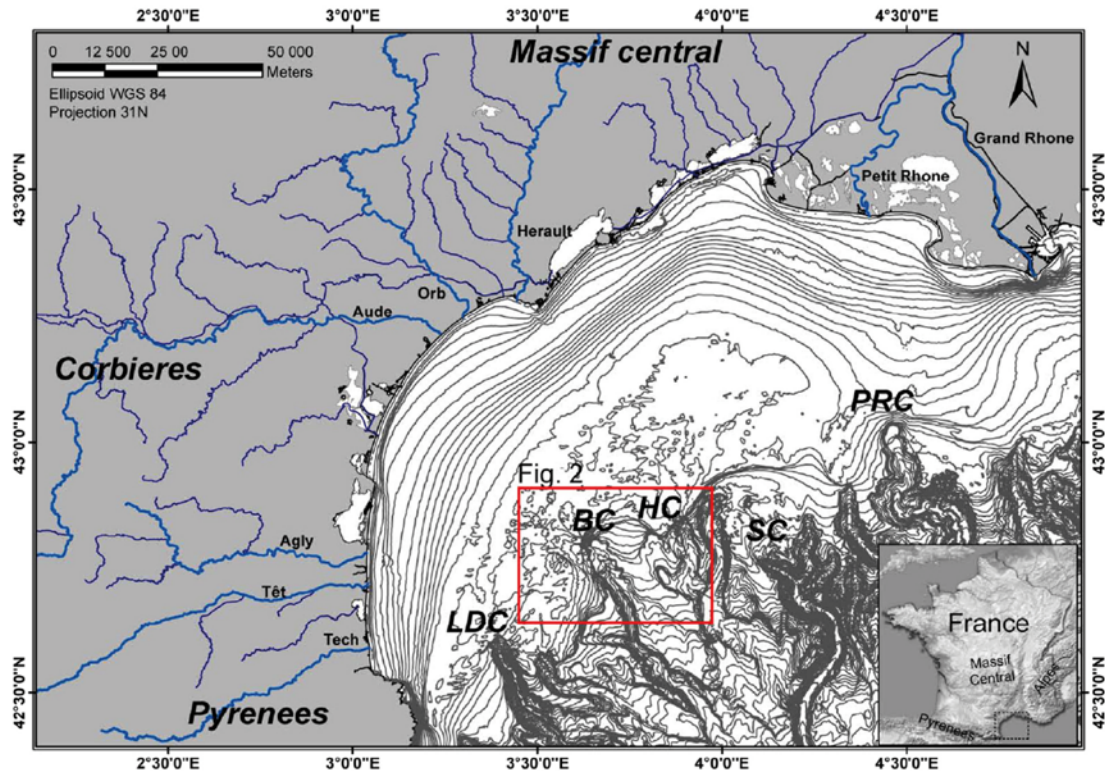 2°30'0"E 3°0'0"E 3°30'0"E 4°0'0"E 4°30'0"E
0 12 500 25 00 50 000
Meters
Ellipsoid WGS 84
Projection 31N
Massif central
N
Grand Rhone
Petit Rhone
43°30'0"N
43°30'0"N
Herault
Orb
Aude
Corbieres
PRC
43°0'0"N
43°0'0"N
Fig. 2
BC
HC
SC
Agly
Têt
LDC
Tech
Pyrenees
42°30'0"N
42°30'0"N
France
Massif
Central
Alpes
Pyrenees
2°30'0"E 3°0'0"E 3°30'0"E 4°0'0"E 4°30'0"E